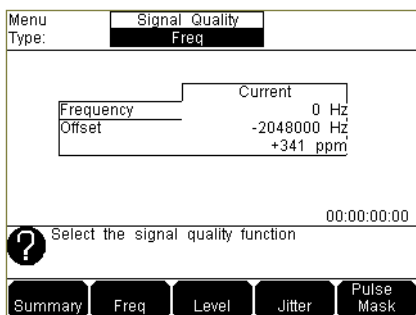 Menu Signal Quality
Type: Freq
Current
Frequency 0 Hz
Offset -2048000 Hz
+341 ppm
00:00:00:00
? Select the signal quality function
Summary Freq Level Jitter Pulse Mask